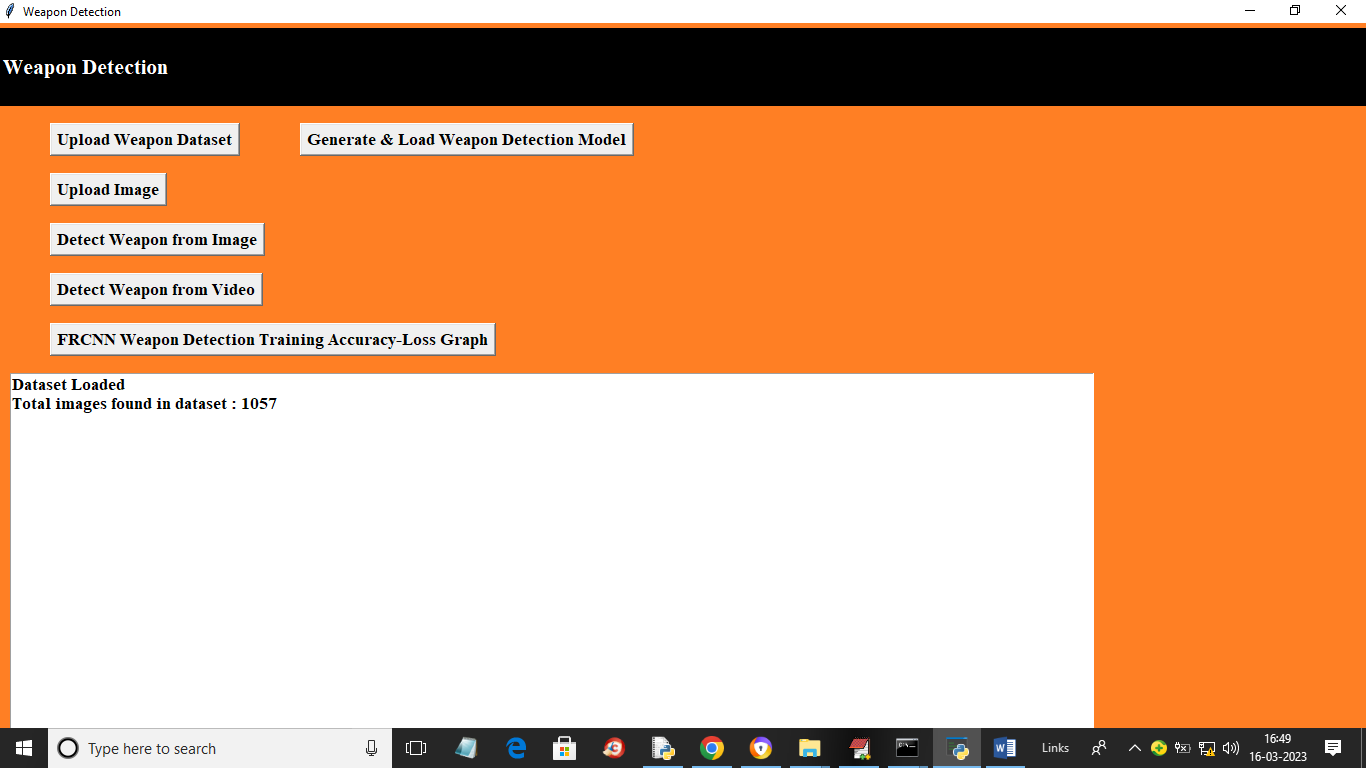 Weapon Detection
Weapon Detection
Upload Weapon Dataset
Generate & Load Weapon Detection Model
Upload Image
Detect Weapon from Image
Detect Weapon from Video
FRCNN Weapon Detection Training Accuracy-Loss Graph
Dataset Loaded
Total images found in dataset : 1057
Type here to search
Links
16:49
16-03-2023